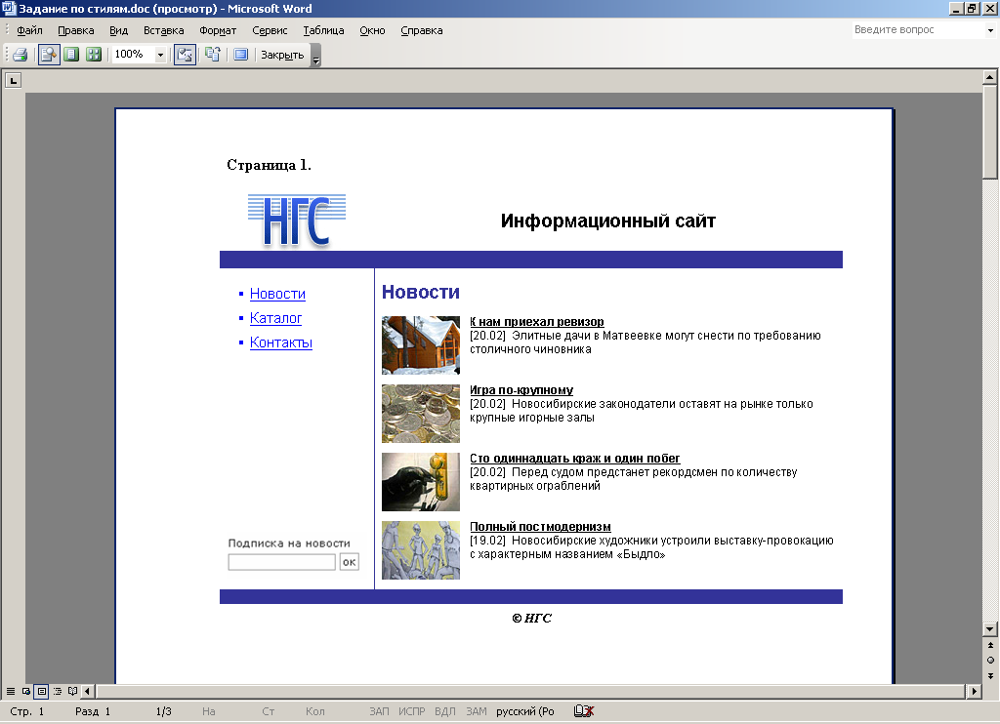 Задание по стилям.doc (просмотр) - Microsoft Word
Файл Правка Вид Вставка Формат Сервис Таблица Окно Справка Введите вопрос
100% Закрыть
L
Страница 1.
НГС
Информационный сайт
Новости
Каталог
Контакты
Подписка на новости
ок
Новости
К нам приехал ревизор
[20.02] Элитные дачи в Матвеевке могут снести по требованию
столичного чиновника
Игра по-крупному
[20.02] Новосибирские законодатели оставят на рынке только
крупные игорные залы
Сто одиннадцать краж и один побег
[20.02] Перед судом предстанет рекордсмен по количеству
квартирных ограблений
Полный постмодернизм
[19.02] Новосибирские художники устроили выставку-провокацию
с характерным названием «Быдло»
© НГС
Стр. 1 Разд 1 1/3 На Ст Кол ЗАП ИСПР ВДЛ ЗАМ русский (Ро